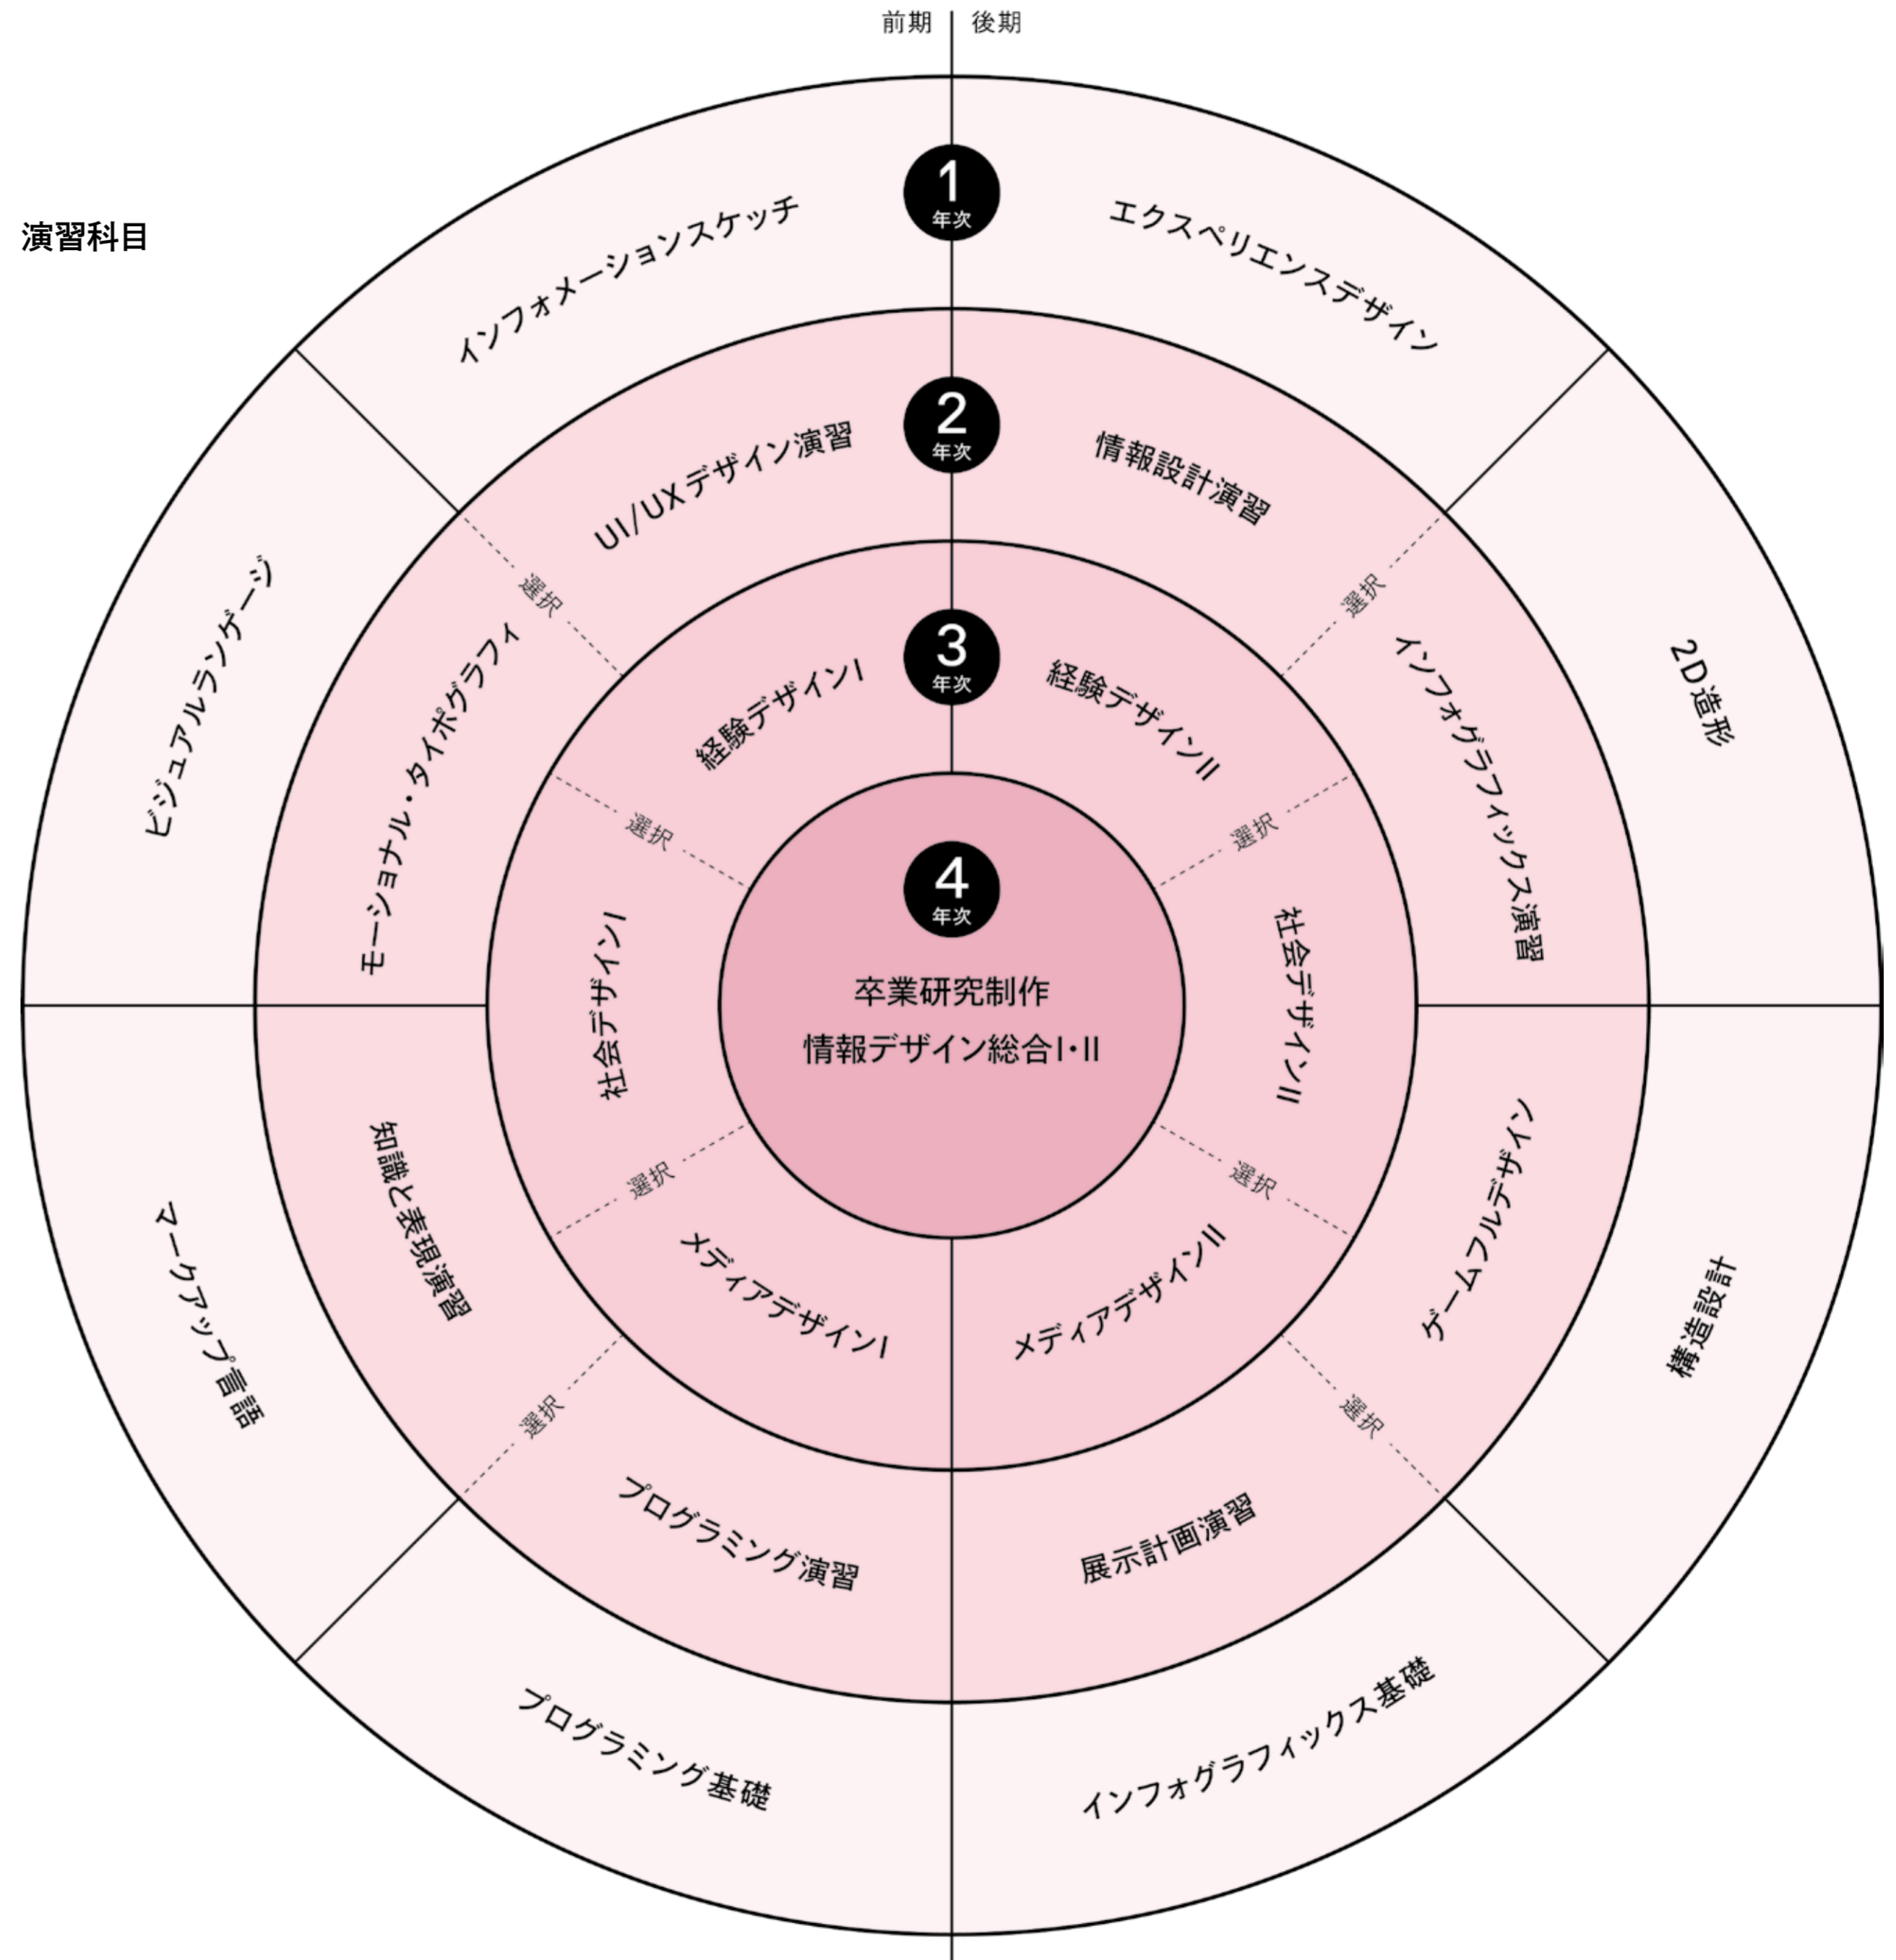 前期
後期
演習科目
1
年次
インフォメーションスケッチ
エクスペリエンスデザイン
ビジュアルランゲージ
2D造形
マークアップ言語
構造設計
プログラミング基礎
インフォグラフィックス基礎
2
年次
UI/UXデザイン演習
情報設計演習
選択
選択
モーショナル・タイポグラフィ
インフォグラフィックス演習
知識と表現演習
ゲームフルデザイン
選択
選択
プログラミング演習
展示計画演習
3
年次
経験デザインI
経験デザインII
選択
選択
社会デザインI
社会デザインII
選択
選択
メディアデザインI
メディアデザインII
4
年次
卒業研究制作
情報デザイン総合I・II